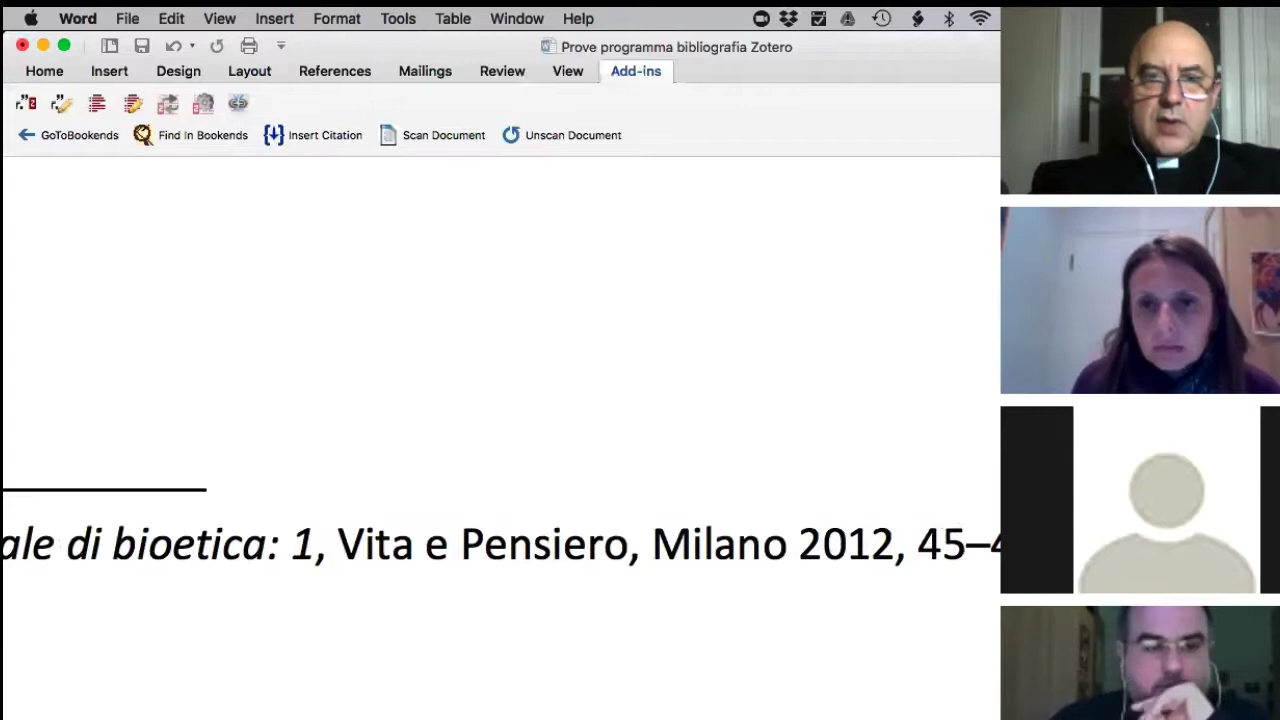 Word File Edit View Insert Format Tools Table Window Help
Prove programma bibliografia Zotero
Home Insert Design Layout References Mailings Review View Add-ins
GoToBookends Find In Bookends Insert Citation Scan Document Unscan Document
ale di bioetica: 1, Vita e Pensiero, Milano 2012, 45–4